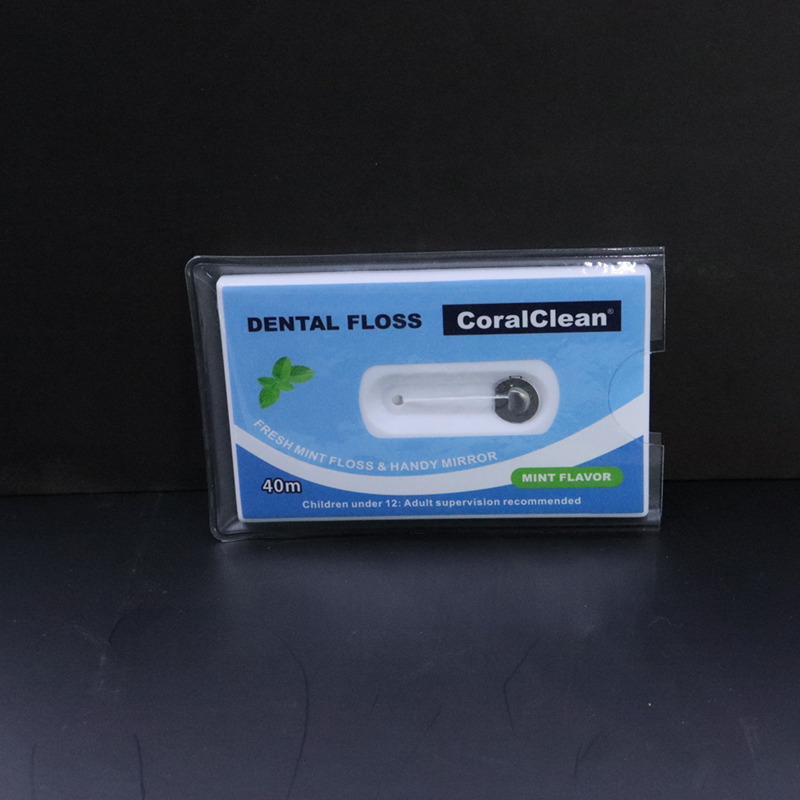 DENTAL FLOSS CoralClean®
FRESH MINT FLOSS & HANDY MIRROR
40m
MINT FLAVOR
Children under 12: Adult supervision recommended